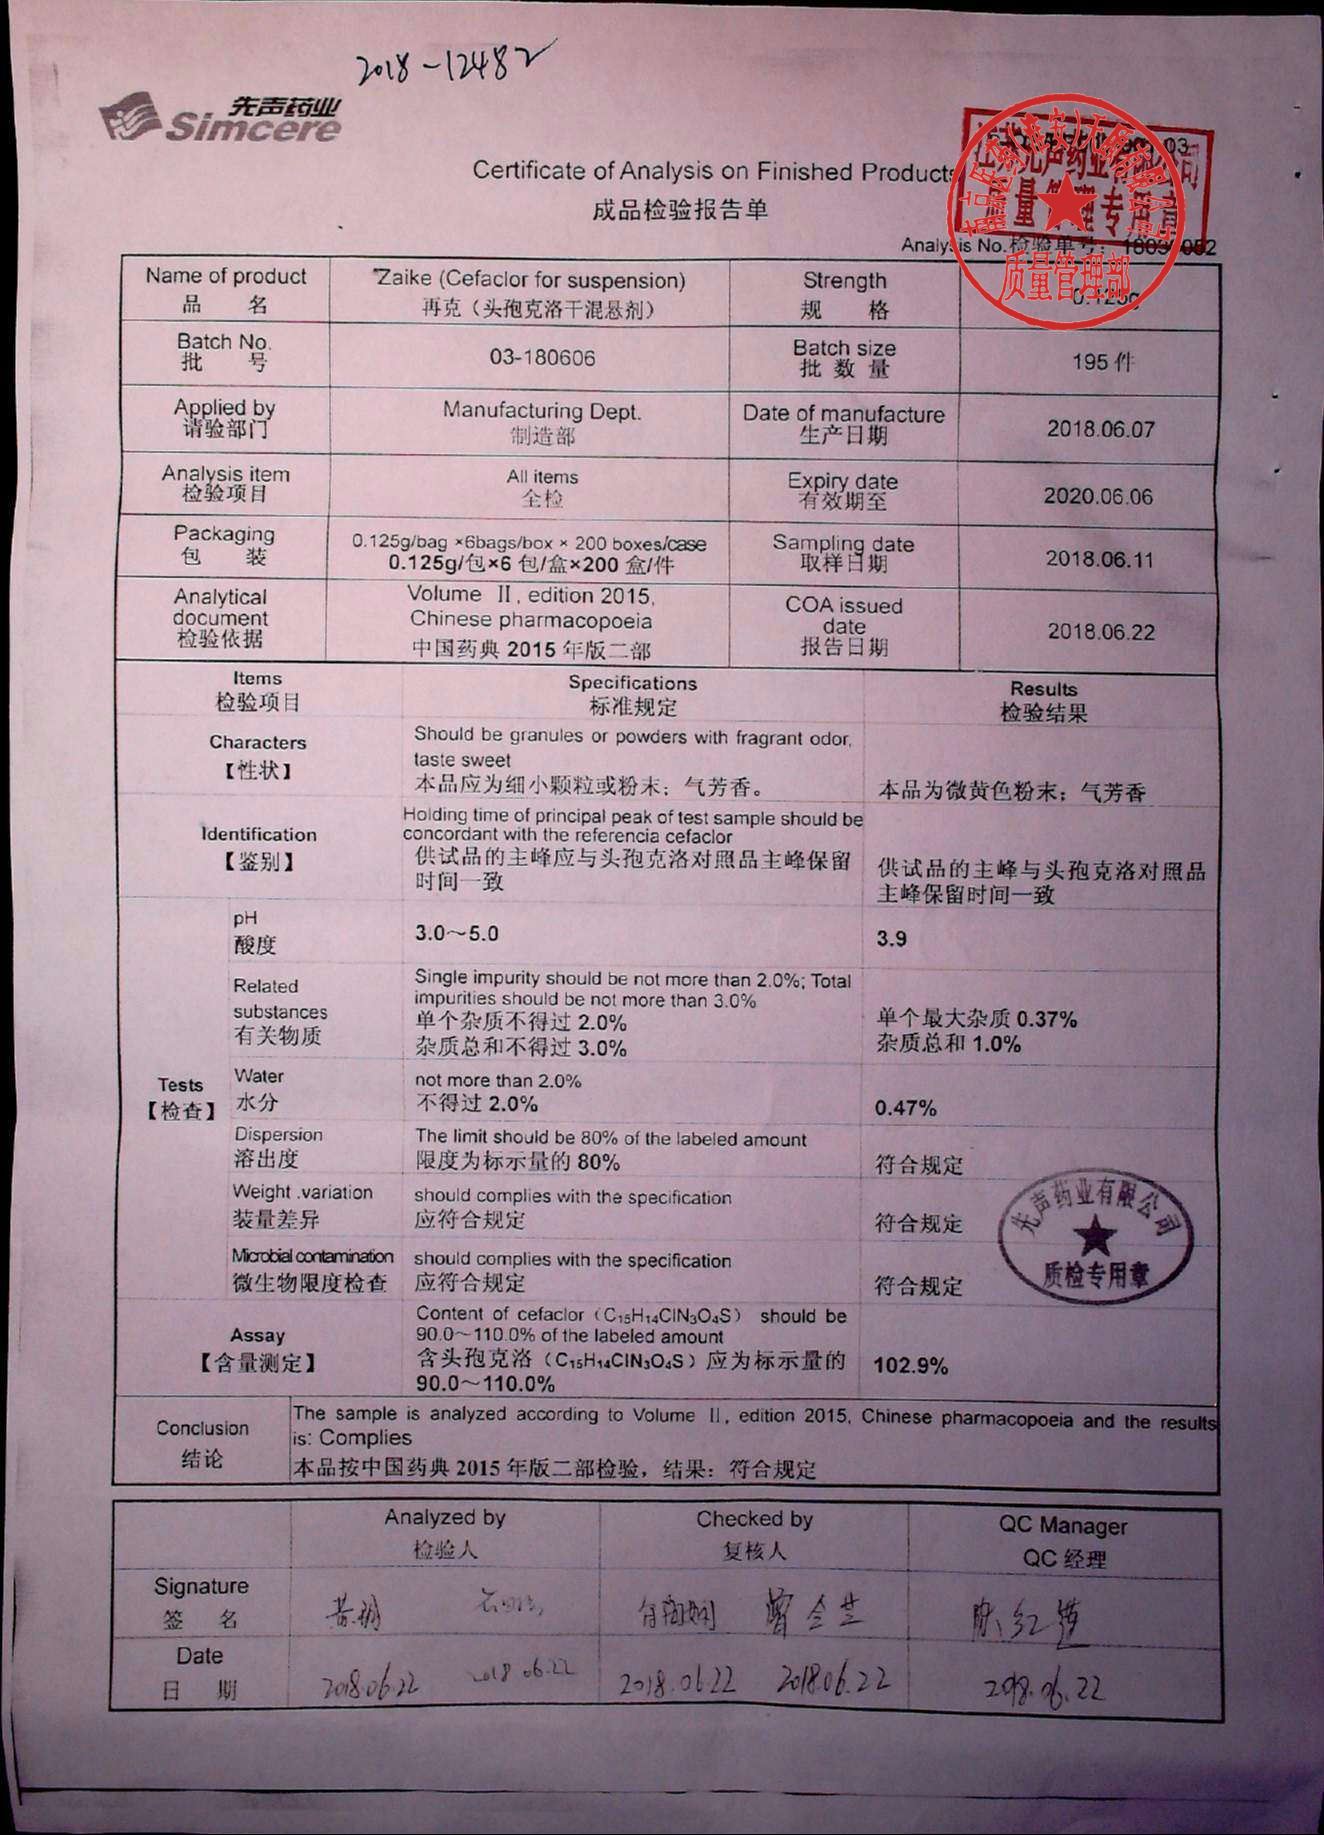 2018-12482
先声药业
Simcere
Certificate of Analysis on Finished Products
成品检验报告单
江苏先声药业有限公司
质量管理专用章
质量管理部
Analysis No.检验单号:
Name of product
品 名
Zaike (Cefaclor for suspension)
再克（头孢克洛干混悬剂）
Strength
规 格
0.125g
Batch No.
批 号
03-180606
Batch size
批 数 量
195 件
Applied by
请验部门
Manufacturing Dept.
制造部
Date of manufacture
生产日期
2018.06.07
Analysis item
检验项目
All items
全检
Expiry date
有效期至
2020.06.06
Packaging
包 装
0.125g/bag ×6bags/box × 200 boxes/case
0.125g/包×6 包/盒×200 盒/件
Sampling date
取样日期
2018.06.11
Analytical
document
检验依据
Volume Ⅱ, edition 2015,
Chinese pharmacopoeia
中国药典 2015 年版二部
COA issued
date
报告日期
2018.06.22
Items
检验项目
Specifications
标准规定
Results
检验结果
Characters
【性状】
Should be granules or powders with fragrant odor,
taste sweet
本品应为细小颗粒或粉末；气芳香。
本品为微黄色粉末；气芳香
Identification
【鉴别】
Holding time of principal peak of test sample should be
concordant with the referencia cefaclor
供试品的主峰应与头孢克洛对照品主峰保留
时间一致
供试品的主峰与头孢克洛对照品
主峰保留时间一致
Tests
【检查】
pH
酸度
3.0～5.0
3.9
Related
substances
有关物质
Single impurity should be not more than 2.0%; Total
impurities should be not more than 3.0%
单个杂质不得过 2.0%
杂质总和不得过 3.0%
单个最大杂质 0.37%
杂质总和 1.0%
Water
水分
not more than 2.0%
不得过 2.0%
0.47%
Dispersion
溶出度
The limit should be 80% of the labeled amount
限度为标示量的 80%
符合规定
Weight .variation
装量差异
should complies with the specification
应符合规定
符合规定
Microbial contamination
微生物限度检查
should complies with the specification
应符合规定
符合规定
先声药业有限公司
质检专用章
Assay
【含量测定】
Content of cefaclor（C₁₅H₁₄ClN₃O₄S） should be
90.0～110.0% of the labeled amount
含头孢克洛（C₁₅H₁₄ClN₃O₄S）应为标示量的
90.0～110.0%
102.9%
Conclusion
结论
The sample is analyzed according to Volume Ⅱ, edition 2015, Chinese pharmacopoeia and the results
is: Complies
本品按中国药典 2015 年版二部检验，结果：符合规定
Analyzed by
检验人
Checked by
复核人
QC Manager
QC 经理
Signature
签 名
Date
日 期
2018.06.22
2018.06.22
2018.06.22
2018.06.22
2018.06.22